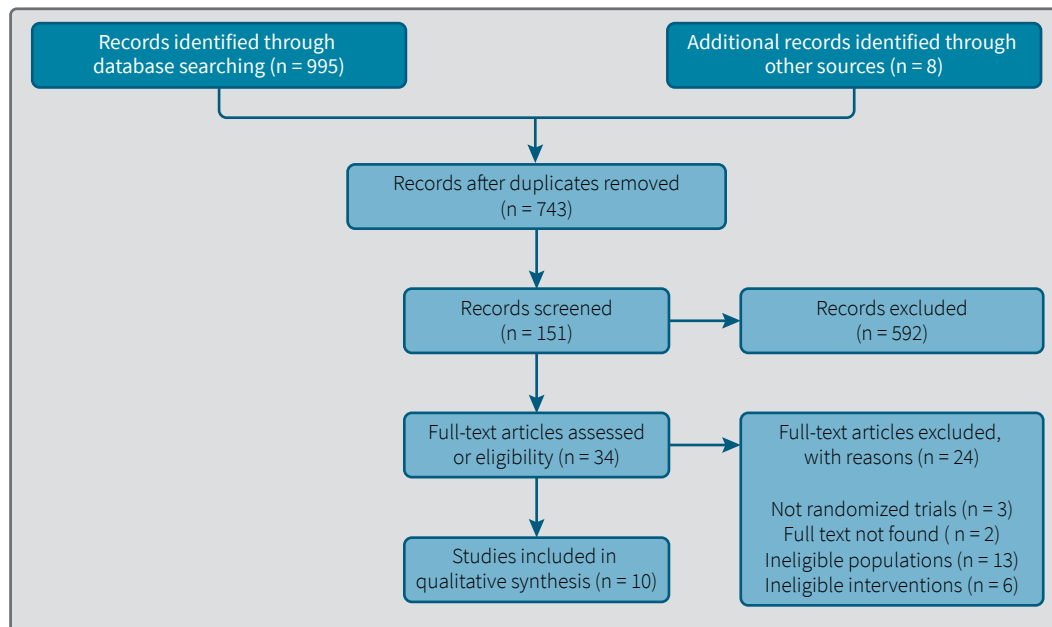 Records identified through
database searching (n = 995)
Additional records identified through
other sources (n = 8)
Records after duplicates removed
(n = 743)
Records screened
(n = 151)
Records excluded
(n = 592)
Full-text articles assessed
or eligibility (n = 34)
Full-text articles excluded,
with reasons (n = 24)
Not randomized trials (n = 3)
Full text not found ( n = 2)
Ineligible populations (n = 13)
Ineligible interventions (n = 6)
Studies included in
qualitative synthesis (n = 10)